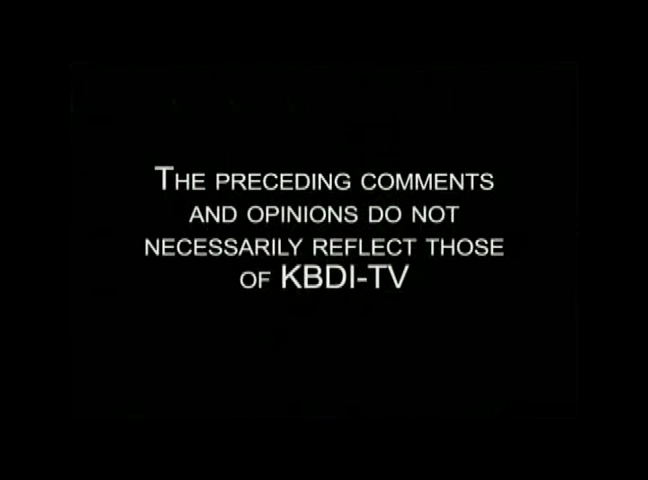 THE PRECEDING COMMENTS
AND OPINIONS DO NOT
NECESSARILY REFLECT THOSE
OF KBDI-TV